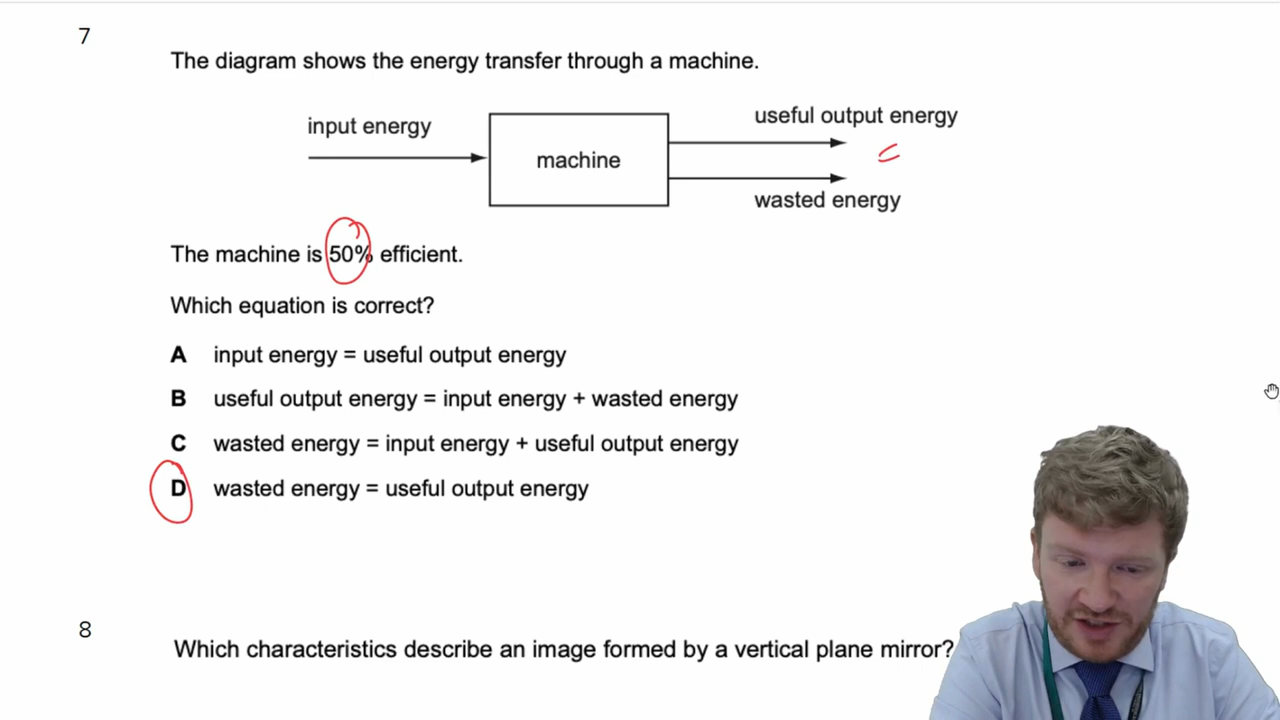 7
The diagram shows the energy transfer through a machine.
input energy
machine
useful output energy
=
wasted energy
The machine is 50% efficient.
Which equation is correct?
A input energy = useful output energy
B useful output energy = input energy + wasted energy
C wasted energy = input energy + useful output energy
D wasted energy = useful output energy
8
Which characteristics describe an image formed by a vertical plane mirror?